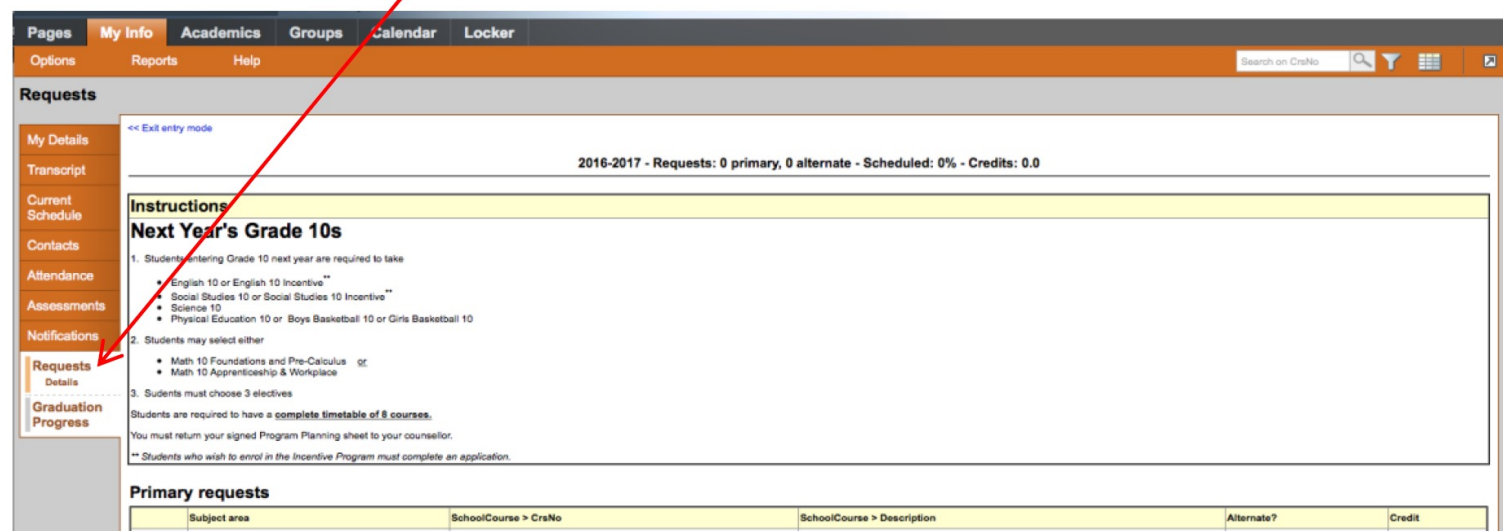 Pages My Info Academics Groups Calendar Locker
Options Reports Help Search on CrsNo
Requests
My Details
Transcript
Current
Schedule
Contacts
Attendance
Assessments
Notifications
Requests
Details
Graduation
Progress
<< Exit entry mode
2016-2017 - Requests: 0 primary, 0 alternate - Scheduled: 0% - Credits: 0.0
Instructions
Next Year's Grade 10s
1. Students entering Grade 10 next year are required to take
• English 10 or English 10 Incentive**
• Social Studies 10 or Social Studies 10 Incentive**
• Science 10
• Physical Education 10 or Boys Basketball 10 or Girls Basketball 10
2. Students may select either
• Math 10 Foundations and Pre-Calculus or
• Math 10 Apprenticeship & Workplace
3. Sudents must choose 3 electives
Students are required to have a complete timetable of 8 courses.
You must return your signed Program Planning sheet to your counsellor.
** Students who wish to enrol in the Incentive Program must complete an application.
Primary requests
Subject area SchoolCourse > CrsNo SchoolCourse > Description Alternate? Credit